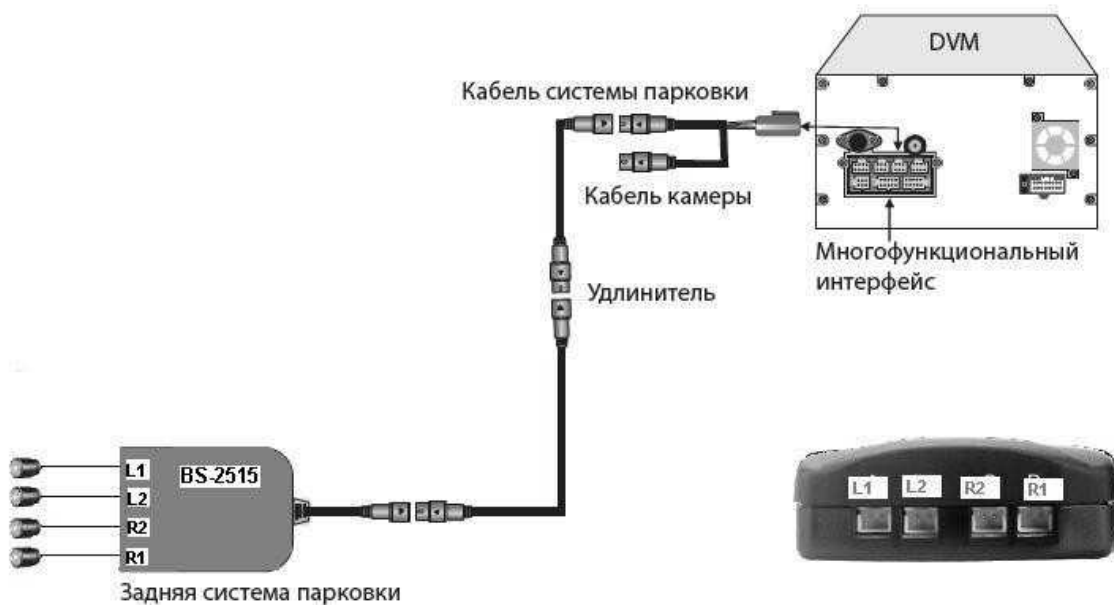 DVM
Кабель системы парковки
Кабель камеры
Многофункциональный
интерфейс
Удлинитель
L1
BS-2515
L2
R2
R1
L1 L2 R2 R1
Задняя система парковки